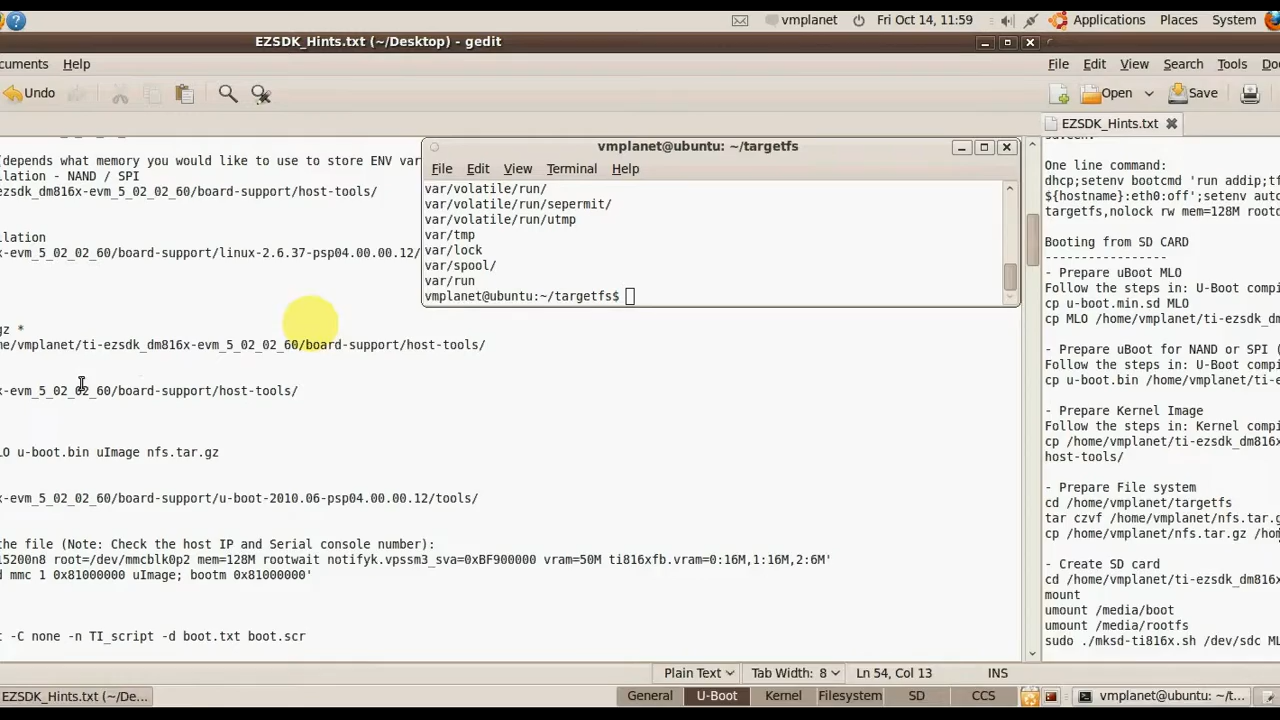 vmplanet
Fri Oct 14, 11:59
Applications Places System
EZSDK_Hints.txt (~/Desktop) - gedit
cuments Help
File Edit View Search Tools Do
Undo
Open Save
EZSDK_Hints.txt
(depends what memory you would like to use to store ENV var
ilation - NAND / SPI
ezsdk_dm816x-evm_5_02_02_60/board-support/host-tools/
ilation
x-evm_5_02_02_60/board-support/linux-2.6.37-psp04.00.00.12/
gz *
me/vmplanet/ti-ezsdk_dm816x-evm_5_02_02_60/board-support/host-tools/
x-evm_5_02_02_60/board-support/host-tools/
LO u-boot.bin uImage nfs.tar.gz
x-evm_5_02_02_60/board-support/u-boot-2010.06-psp04.00.00.12/tools/
the file (Note: Check the host IP and Serial console number):
15200n8 root=/dev/mmcblk0p2 mem=128M rootwait notifyk.vpssm3_sva=0xBF900000 vram=50M ti816xfb.vram=0:16M,1:16M,2:6M'
d mmc 1 0x81000000 uImage; bootm 0x81000000'
t -C none -n TI_script -d boot.txt boot.scr
vmplanet@ubuntu: ~/targetfs
File Edit View Terminal Help
var/volatile/run/
var/volatile/run/sepermit/
var/volatile/run/utmp
var/tmp
var/lock
var/spool/
var/run
vmplanet@ubuntu:~/targetfs$
One line command:
dhcp;setenv bootcmd 'run addip;tf
${hostname}:eth0:off';setenv auto
targetfs,nolock rw mem=128M root
Booting from SD CARD
-----------------
- Prepare uBoot MLO
Follow the steps in: U-Boot Compi
cp u-boot.min.sd MLO
cp MLO /home/vmplanet/ti-ezsdk_dm
- Prepare uBoot for NAND or SPI (
Follow the steps in: U-Boot Compi
cp u-boot.bin /home/vmplanet/ti-e
- Prepare Kernel Image
Follow the steps in: Kernel compi
cp /home/vmplanet/ti-ezsdk_dm816x
host-tools/
- Prepare File system
cd /home/vmplanet/targetfs
tar czvf /home/vmplanet/nfs.tar.g
cp /home/vmplanet/nfs.tar.gz /hom
- Create SD card
cd /home/vmplanet/ti-ezsdk_dm816x
mount
umount /media/boot
umount /media/rootfs
sudo ./mksd-ti816x.sh /dev/sdc ML
Plain Text Tab Width: 8 Ln 54, Col 13 INS
EZSDK_Hints.txt (~/De...
General U-Boot Kernel Filesystem SD CCS
vmplanet@ubuntu: ~/t...